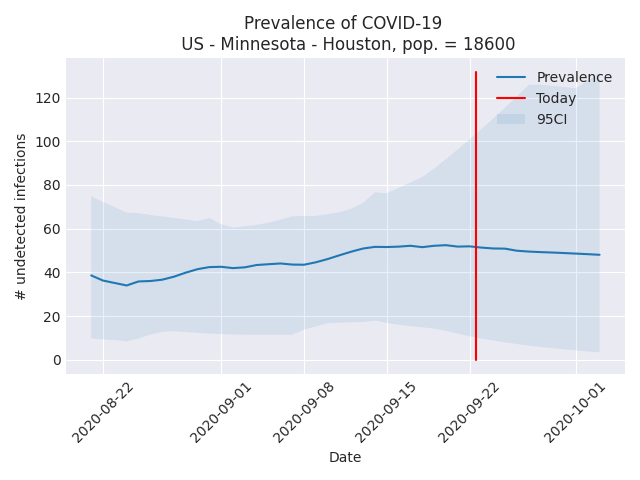 Prevalence of COVID-19
US - Minnesota - Houston, pop. = 18600
Prevalence
Today
95CI
120
100
80
60
40
20
0
# undetected infections
2020-08-22
2020-09-01
2020-09-08
2020-09-15
2020-09-22
2020-10-01
Date